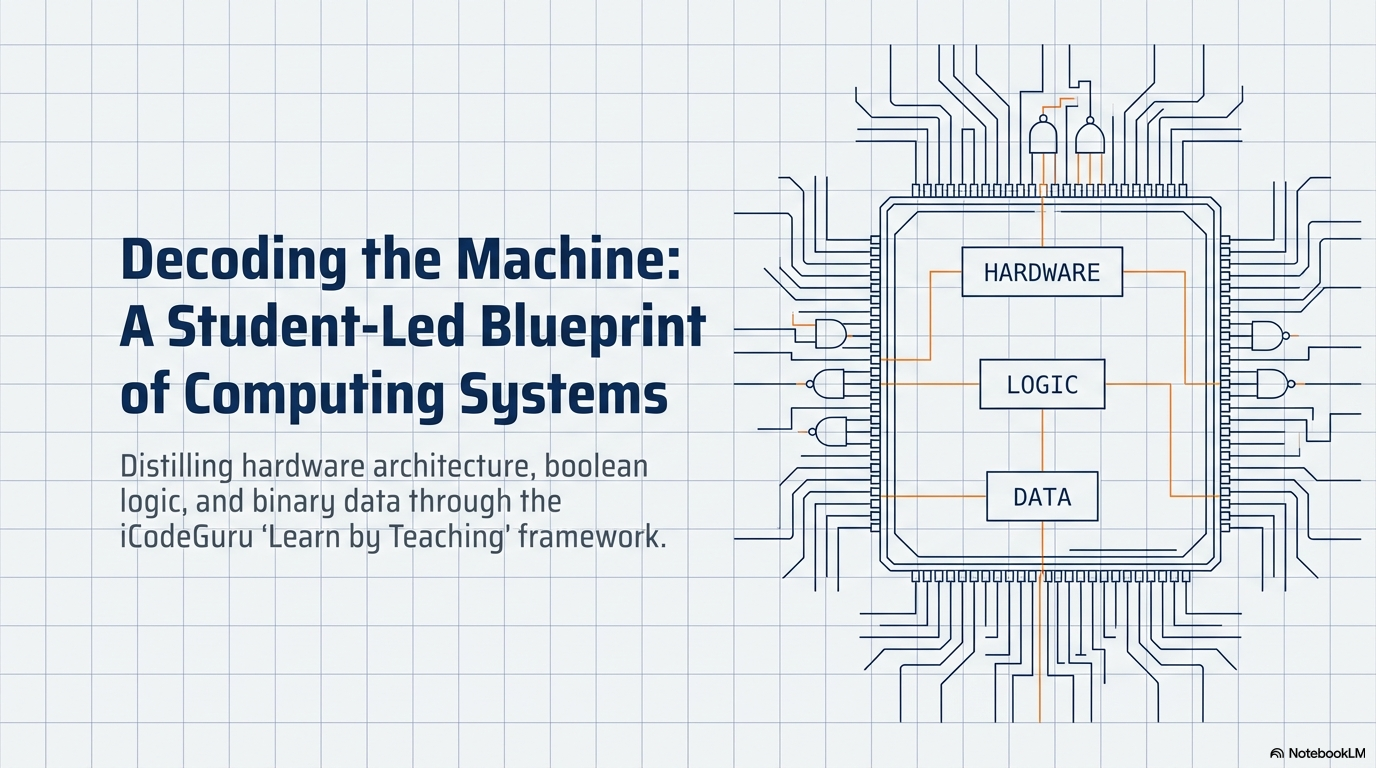 Decoding the Machine:
A Student-Led Blueprint
of Computing Systems
Distilling hardware architecture, boolean
logic, and binary data through the
iCodeGuru ‘Learn by Teaching’ framework.
HARDWARE
LOGIC
DATA
NotebookLM